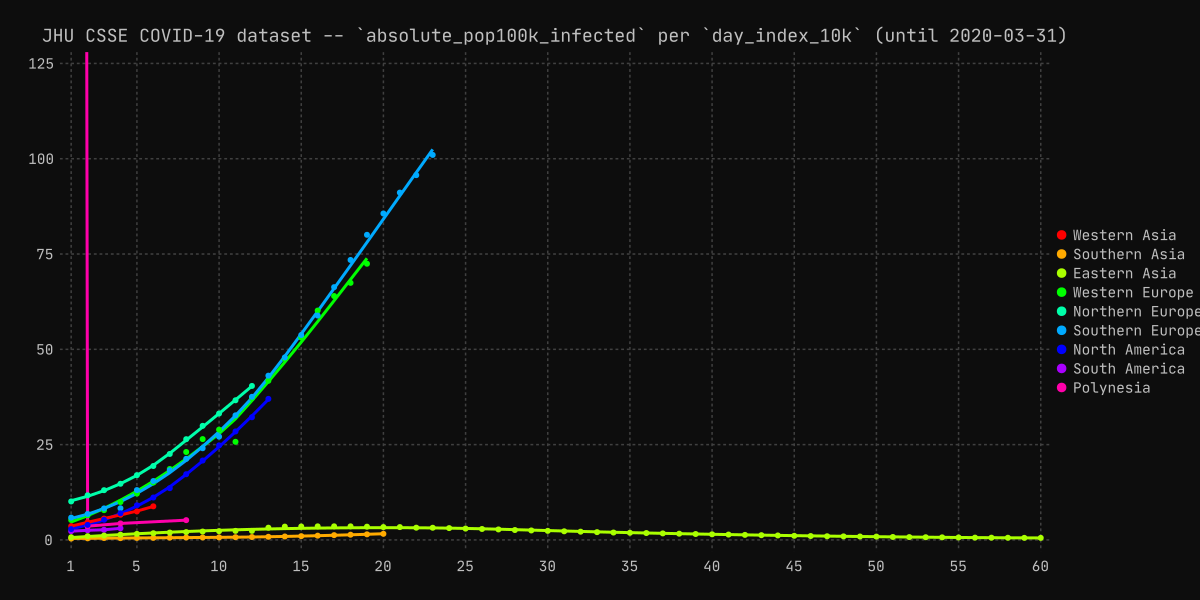 JHU CSSE COVID-19 dataset -- `absolute_pop100k_infected` per `day_index_10k` (until 2020-03-31)
125
100
75
50
25
0
1 5 10 15 20 25 30 35 40 45 50 55 60
Western Asia
Southern Asia
Eastern Asia
Western Europe
Northern Europe
Southern Europe
North America
South America
Polynesia